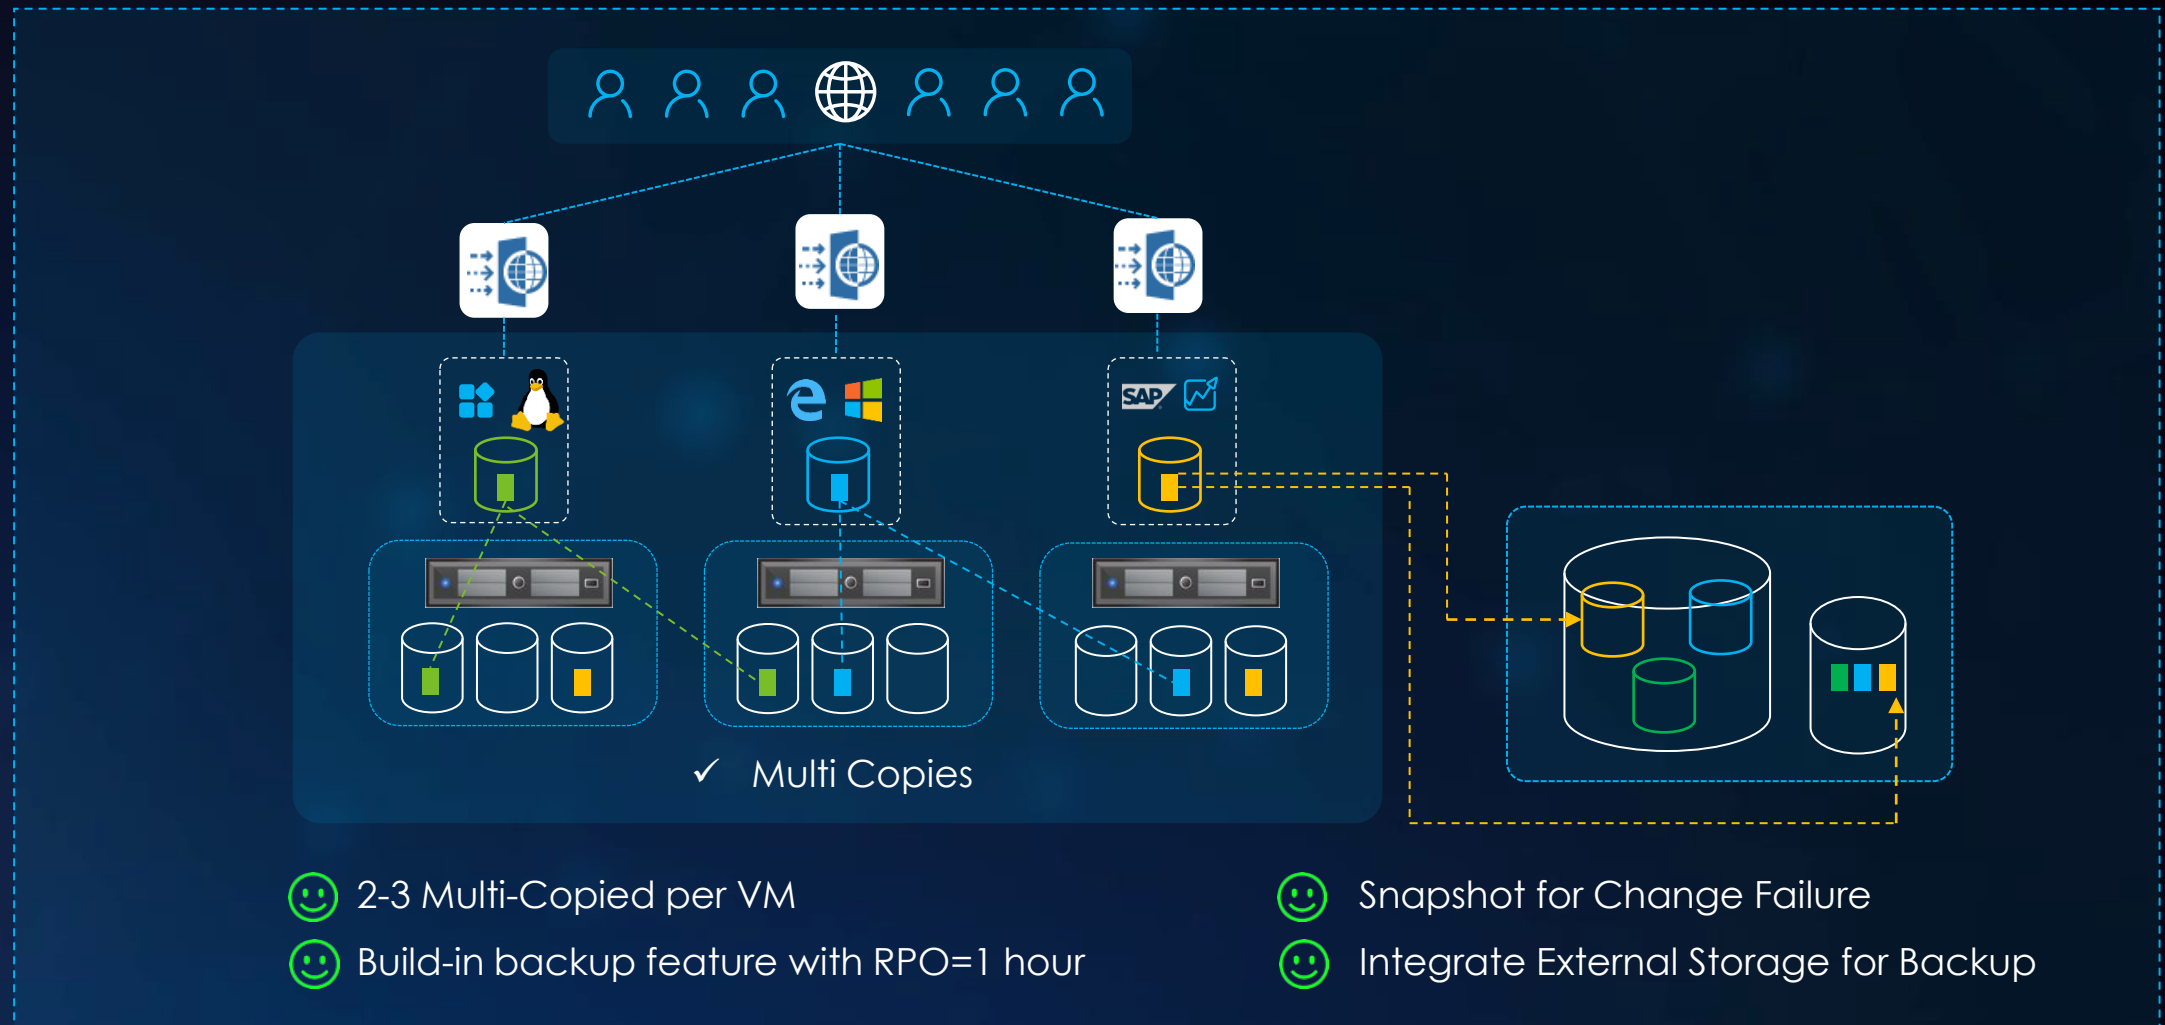 SAP
Multi Copies
2-3 Multi-Copied per VM
Build-in backup feature with RPO=1 hour
Snapshot for Change Failure
Integrate External Storage for Backup